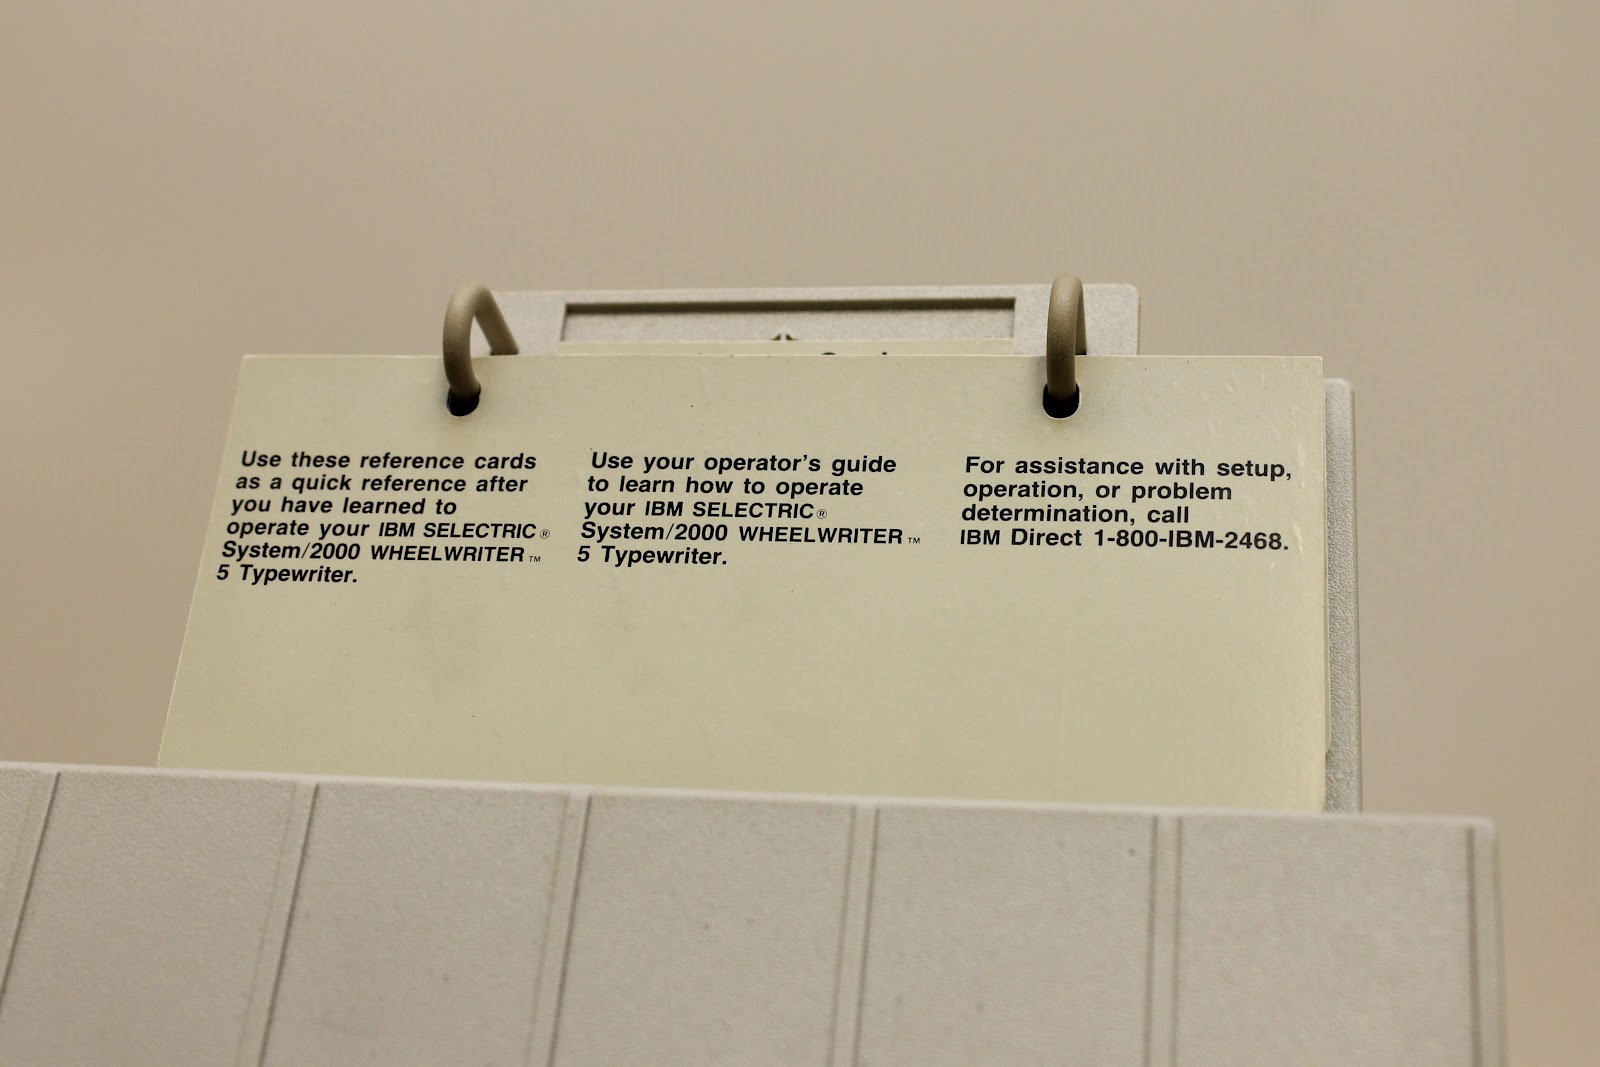 Use these reference cards
as a quick reference after
you have learned to
operate your IBM SELECTRIC®
System/2000 WHEELWRITER™
5 Typewriter.
Use your operator's guide
to learn how to operate
your IBM SELECTRIC®
System/2000 WHEELWRITER™
5 Typewriter.
For assistance with setup,
operation, or problem
determination, call
IBM Direct 1-800-IBM-2468.